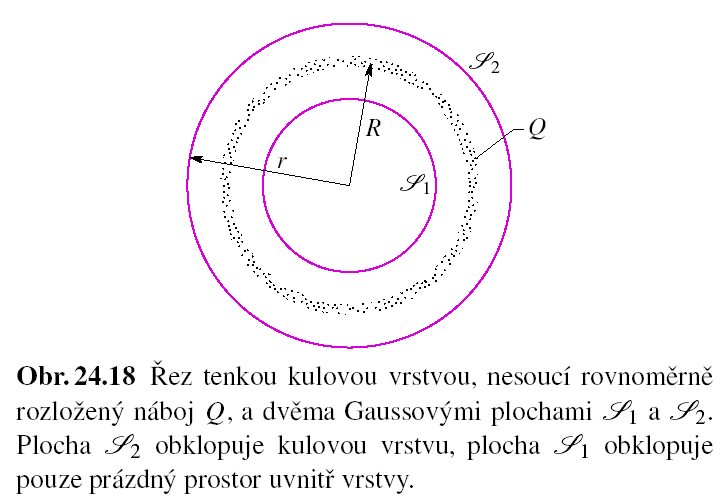 𝒮2
Q
R
r
𝒮1
Obr. 24.18 Řez tenkou kulovou vrstvou, nesoucí rovnoměrně
rozložený náboj Q, a dvěma Gaussovými plochami 𝒮1 a 𝒮2.
Plocha 𝒮2 obklopuje kulovou vrstvu, plocha 𝒮1 obklopuje
pouze prázdný prostor uvnitř vrstvy.